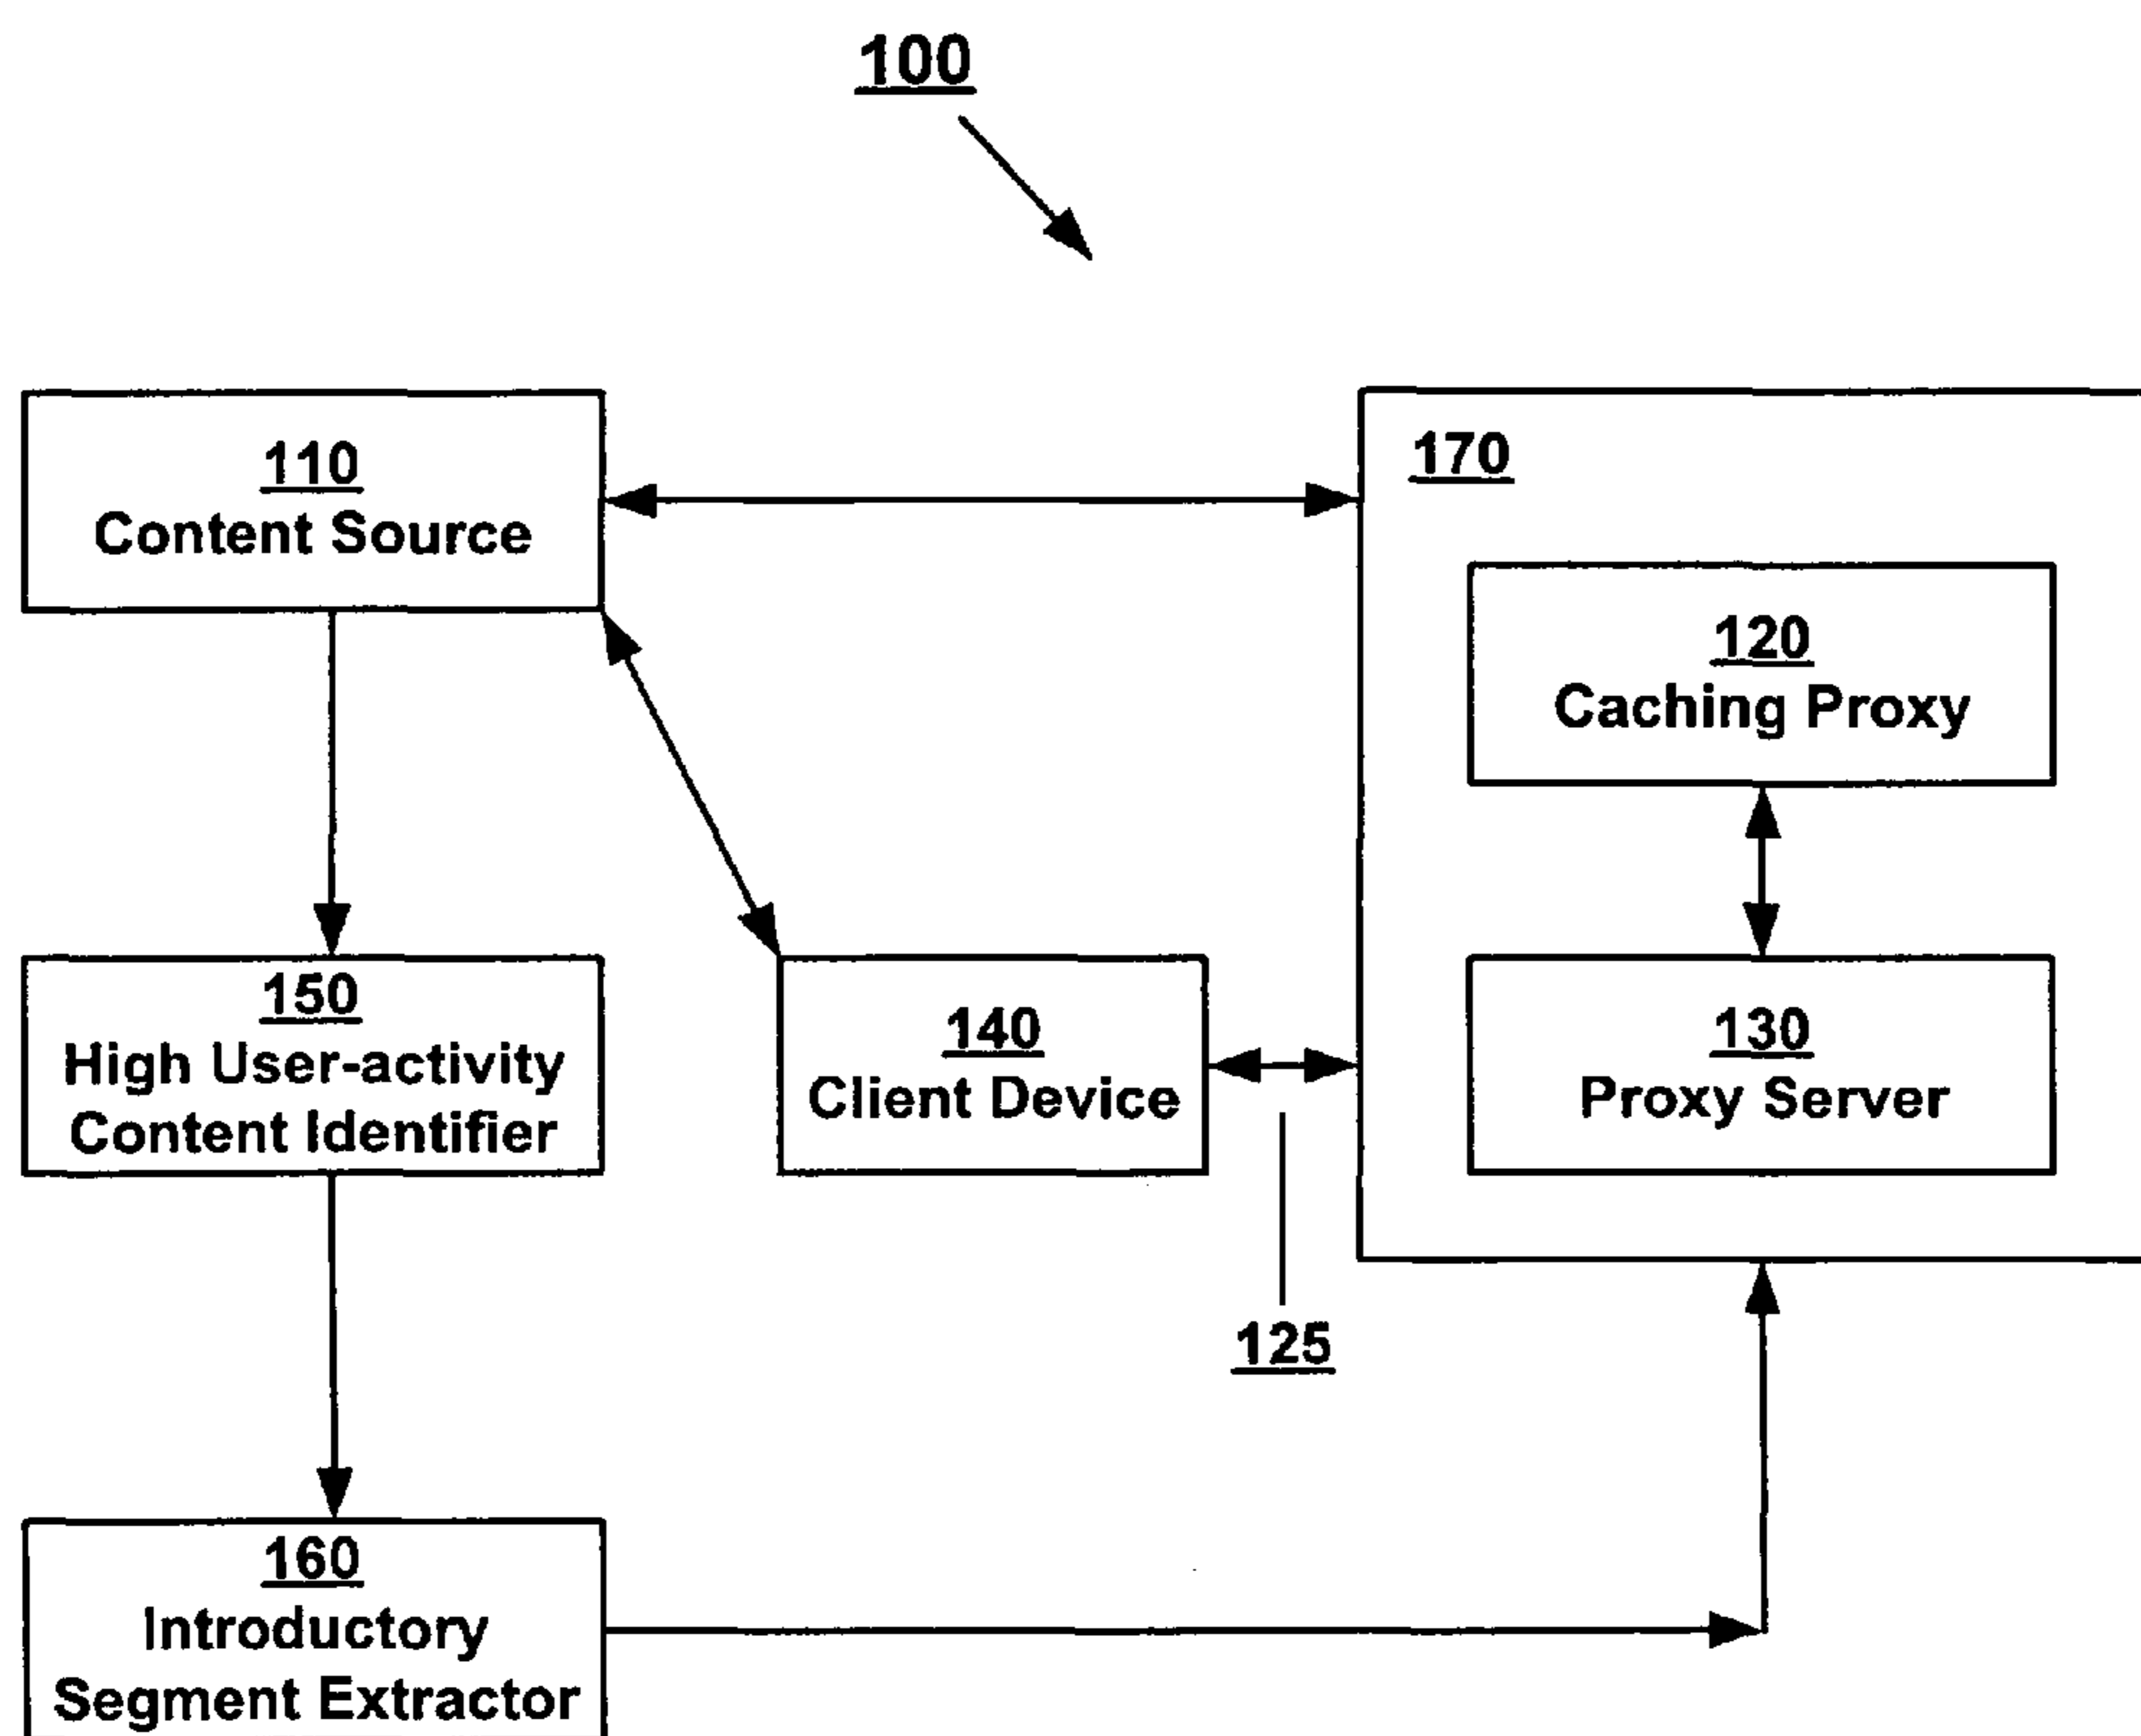 100
110
Content Source
170
120
Caching Proxy
150
High User-activity
Content Identifier
140
Client Device
130
Proxy Server
125
160
Introductory
Segment Extractor